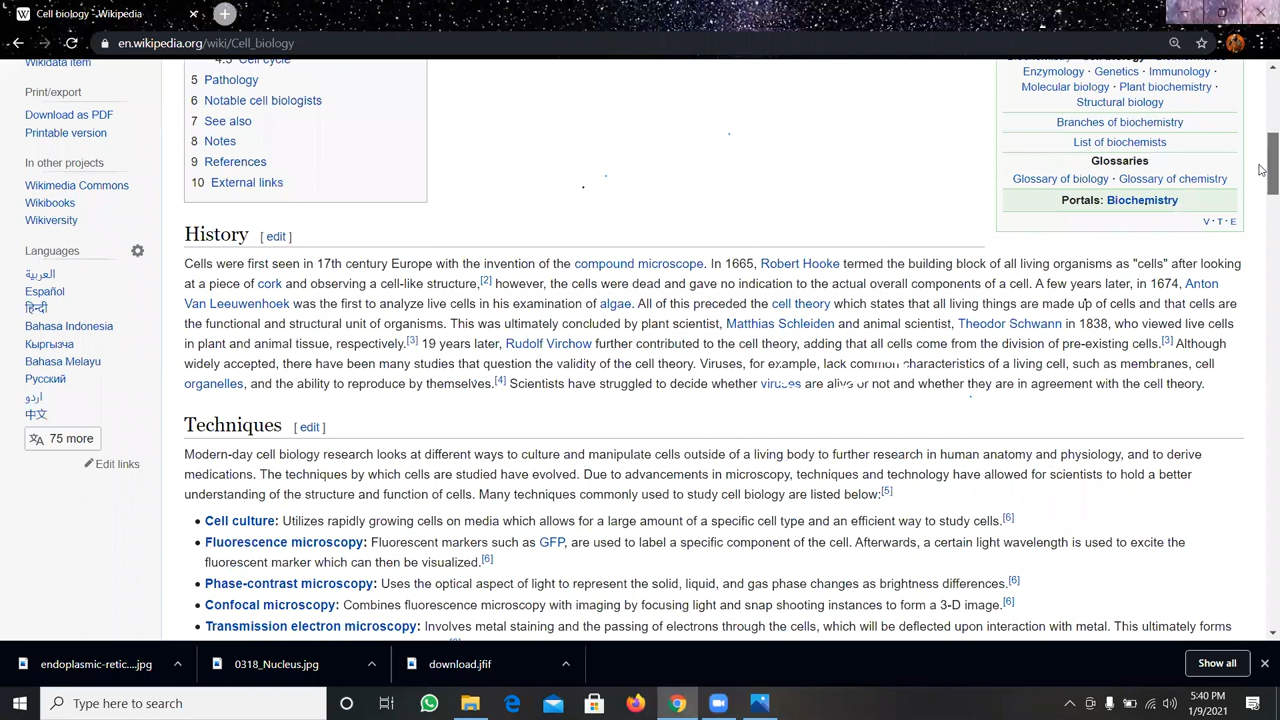 Cell biology - Wikipedia
en.wikipedia.org/wiki/Cell_biology
Wikidata item
Print/export
Download as PDF
Printable version
In other projects
Wikimedia Commons
Wikibooks
Wikiversity
Languages
العربية
Español
हिन्दी
Bahasa Indonesia
Кыргызча
Bahasa Melayu
Русский
اردو
中文
75 more
Edit links
4.5 Cell cycle
5 Pathology
6 Notable cell biologists
7 See also
8 Notes
9 References
10 External links
Enzymology · Genetics · Immunology ·
Molecular biology · Plant biochemistry ·
Structural biology
Branches of biochemistry
List of biochemists
Glossaries
Glossary of biology · Glossary of chemistry
Portals: Biochemistry
V · T · E
History [ edit ]
Cells were first seen in 17th century Europe with the invention of the compound microscope. In 1665, Robert Hooke termed the building block of all living organisms as "cells" after looking
at a piece of cork and observing a cell-like structure,[2] however, the cells were dead and gave no indication to the actual overall components of a cell. A few years later, in 1674, Anton
Van Leeuwenhoek was the first to analyze live cells in his examination of algae. All of this preceded the cell theory which states that all living things are made up of cells and that cells are
the functional and structural unit of organisms. This was ultimately concluded by plant scientist, Matthias Schleiden and animal scientist, Theodor Schwann in 1838, who viewed live cells
in plant and animal tissue, respectively.[3] 19 years later, Rudolf Virchow further contributed to the cell theory, adding that all cells come from the division of pre-existing cells.[3] Although
widely accepted, there have been many studies that question the validity of the cell theory. Viruses, for example, lack common characteristics of a living cell, such as membranes, cell
organelles, and the ability to reproduce by themselves.[4] Scientists have struggled to decide whether viruses are alive or not and whether they are in agreement with the cell theory.
Techniques [ edit ]
Modern-day cell biology research looks at different ways to culture and manipulate cells outside of a living body to further research in human anatomy and physiology, and to derive
medications. The techniques by which cells are studied have evolved. Due to advancements in microscopy, techniques and technology have allowed for scientists to hold a better
understanding of the structure and function of cells. Many techniques commonly used to study cell biology are listed below:[5]
• Cell culture: Utilizes rapidly growing cells on media which allows for a large amount of a specific cell type and an efficient way to study cells.[6]
• Fluorescence microscopy: Fluorescent markers such as GFP, are used to label a specific component of the cell. Afterwards, a certain light wavelength is used to excite the
fluorescent marker which can then be visualized.[6]
• Phase-contrast microscopy: Uses the optical aspect of light to represent the solid, liquid, and gas phase changes as brightness differences.[6]
• Confocal microscopy: Combines fluorescence microscopy with imaging by focusing light and snap shooting instances to form a 3-D image.[6]
• Transmission electron microscopy: Involves metal staining and the passing of electrons through the cells, which will be deflected upon interaction with metal. This ultimately forms
endoplasmic-retic....jpg
0318_Nucleus.jpg
download.jfif
Show all
Type here to search
5:40 PM
1/9/2021